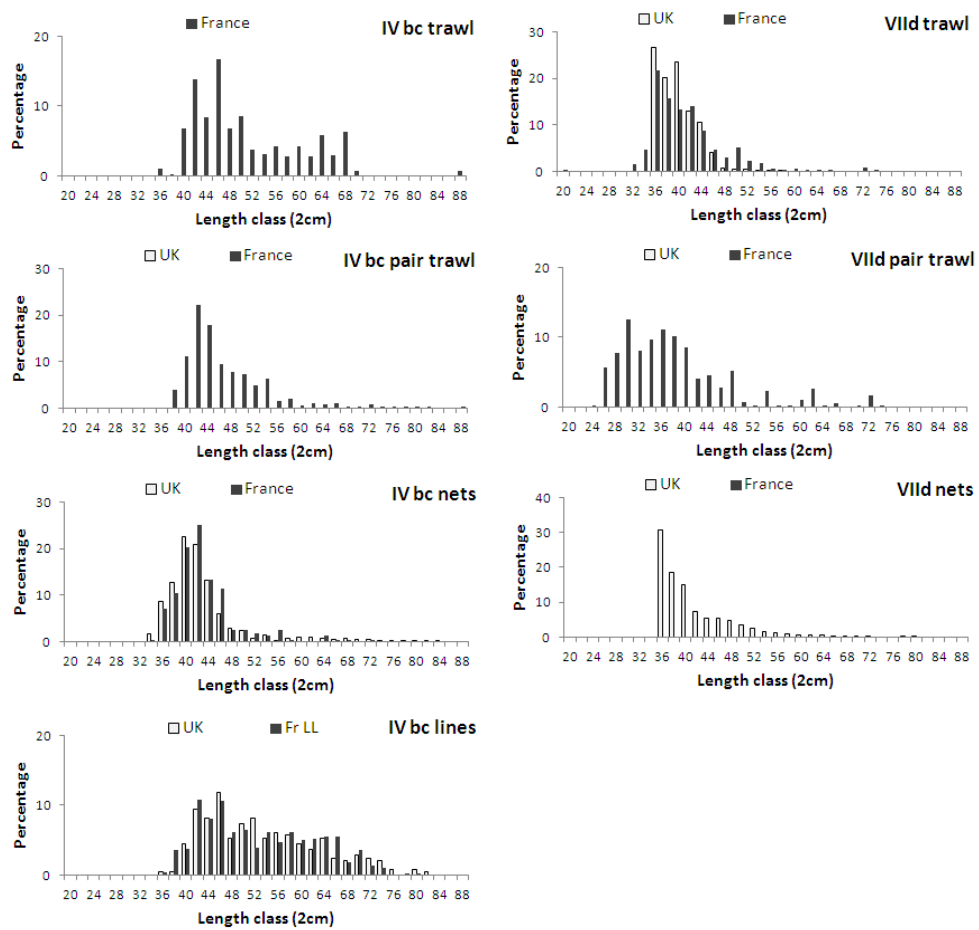 France
IV bc trawl
Percentage
20
10
0
20 24 28 32 36 40 44 48 52 56 60 64 68 72 76 80 84 88
Length class (2cm)
UK France
VIId trawl
Percentage
30
20
10
0
20 24 28 32 36 40 44 48 52 56 60 64 68 72 76 80 84 88
Length class (2cm)
UK France
IV bc pair trawl
Percentage
30
20
10
0
20 24 28 32 36 40 44 48 52 56 60 64 68 72 76 80 84 88
Length class (2cm)
UK France
VIId pair trawl
Percentage
20
10
0
20 24 28 32 36 40 44 48 52 56 60 64 68 72 76 80 84 88
Length class (2cm)
UK France
IV bc nets
Percentage
30
20
10
0
20 24 28 32 36 40 44 48 52 56 60 64 68 72 76 80 84 88
Length class (2cm)
UK France
VIId nets
Percentage
40
30
20
10
0
20 24 28 32 36 40 44 48 52 56 60 64 68 72 76 80 84 88
Length class (2cm)
UK Fr LL
IV bc lines
Percentage
20
10
0
20 24 28 32 36 40 44 48 52 56 60 64 68 72 76 80 84 88
Length class (2cm)